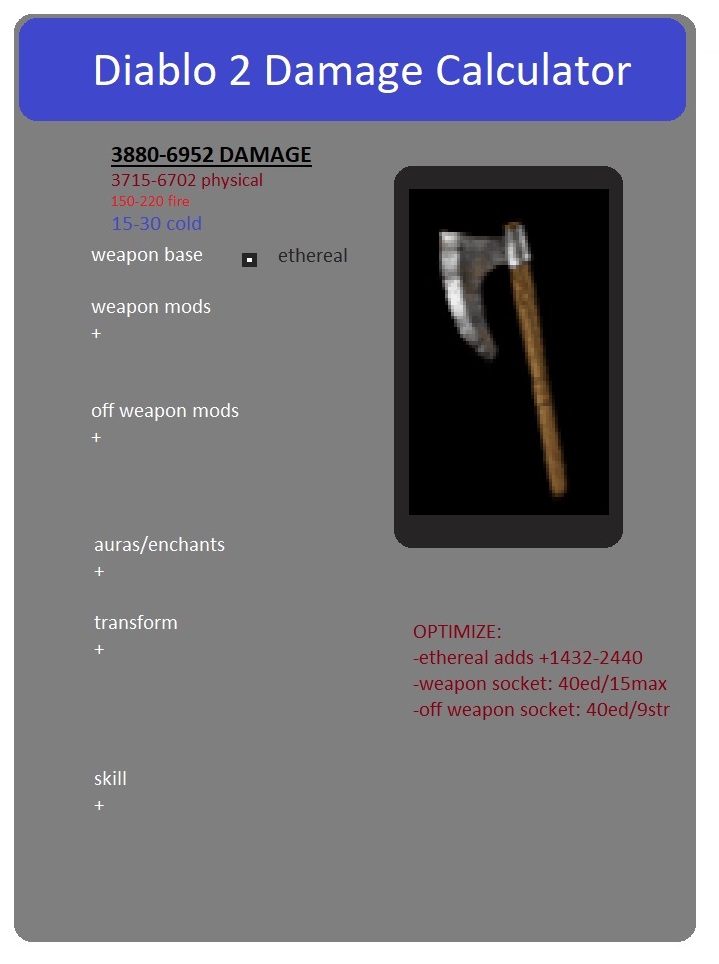 Diablo 2 Damage Calculator
3880-6952 DAMAGE
3715-6702 physical
150-220 fire
15-30 cold
weapon base
ethereal
weapon mods
+
off weapon mods
+
auras/enchants
+
transform
+
OPTIMIZE:
-ethereal adds +1432-2440
-weapon socket: 40ed/15max
-off weapon socket: 40ed/9str
skill
+